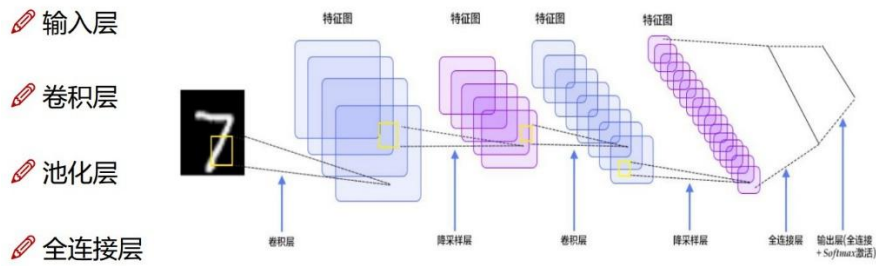 输入层
卷积层
池化层
全连接层
特征图
特征图
特征图
特征图
7
卷积层
降采样层
卷积层
降采样层
全连接层
输出层(全连接
+Softmax激活)